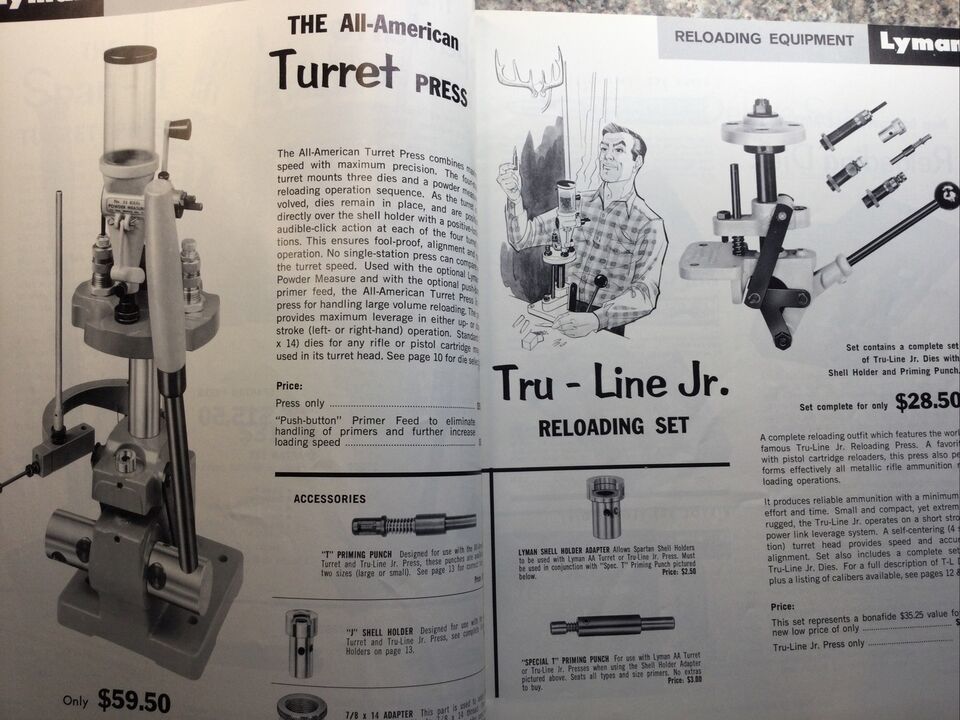 THE All-American
Turret PRESS
The All-American Turret Press combines
speed with maximum precision. The
turret mounts three dies and a powder
reloading operation sequence. As the
volved, dies remain in place, and are
directly over the shell holder with a
audible-click action at each of the four
tions. This ensures fool-proof, alignment and
operation. No single-station press can
the turret speed. Used with the optional
Powder Measure and with the optional
primer feed, the All-American Turret Press
press for handling large volume reloading.
provides maximum leverage in either up- or
stroke (left- or right-hand) operation.
x 14) dies for any rifle or pistol cartridge
used in its turret head. See page 10 for die
Price:
Press only
"Push-button" Primer Feed to eliminate
handling of primers and further increase
loading speed
ACCESSORIES
"T" PRIMING PUNCH Designed for use with the
Turret and Tru-Line Jr. Press, these punches are
two sizes (large or small). See page 13 for
"J" SHELL HOLDER Designed for use with
Turret and Tru-Line Jr. Press, see
Holders on page 13.
7/8 x 14 ADAPTER This part is used
POWDER MEASURE
Only $59.50
RELOADING EQUIPMENT
Lyman
Tru-Line Jr.
RELOADING SET
Set contains a complete set
of Tru-Line Jr. Dies with
Shell Holder and Priming Punch.
Set complete for only $28.50
A complete reloading outfit which features the
famous Tru-Line Jr. Reloading Press. A
with pistol cartridge reloaders, this press also
forms effectively all metallic rifle ammunition
loading operations.
It produces reliable ammunition with a minimum
effort and time. Small and compact, yet
rugged, the Tru-Line Jr. operates on a short
power link leverage system. A self-centering (4
tion) turret head provides speed and
alignment. Set also includes a complete set
Tru-Line Jr. Dies. For a full description of
plus a listing of calibers available, see pages 12 &
Price:
This set represents a bonafide $35.25 value
new low price of only
Tru-Line Jr. Press only
LYMAN SHELL HOLDER ADAPTER Allows Spartan Shell Holders
to be used with Lyman AA Turret or Tru-Line Jr. Press. Must
be used in conjunction with "Spec. T" Priming Punch pictured
below. Price: $2.50
"SPECIAL T" PRIMING PUNCH For use with Lyman AA Turret
or Tru-Line Jr. Presses when using the Shell Holder Adapter
pictured above. Seats all types and size primers. No extras
to buy. Price: $3.00